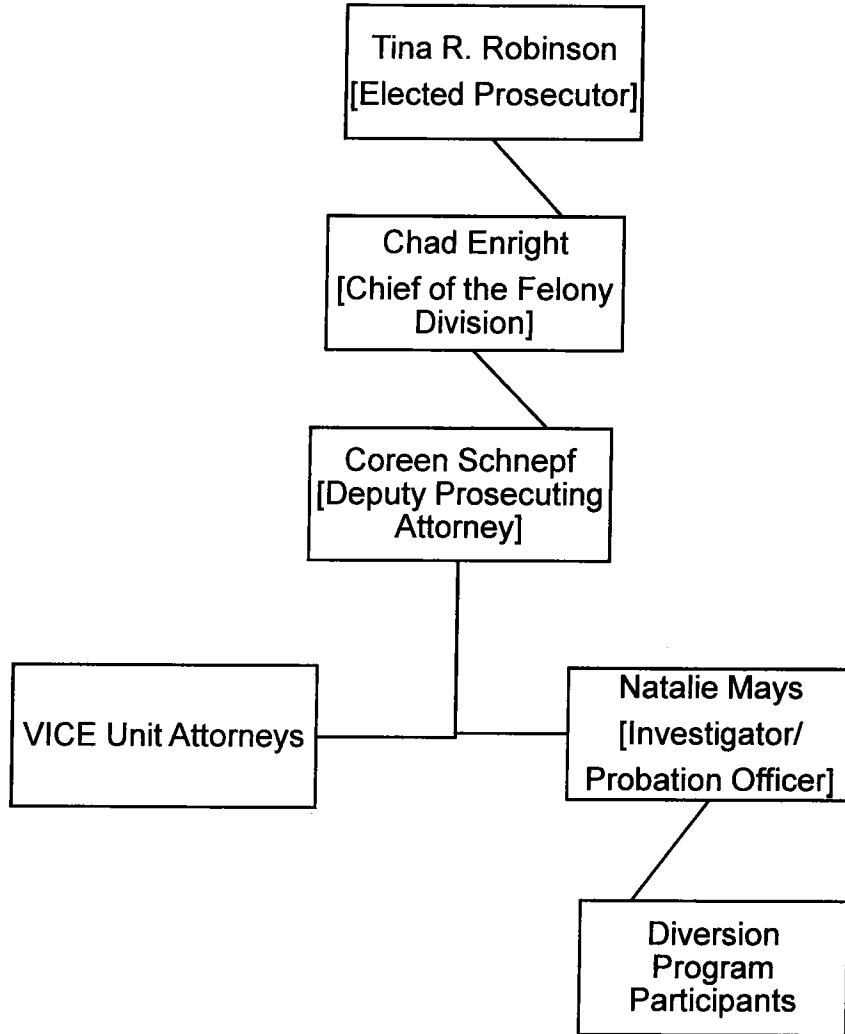 Tina R. Robinson
[Elected Prosecutor]
Chad Enright
[Chief of the Felony
Division]
Coreen Schnepf
[Deputy Prosecuting
Attorney]
VICE Unit Attorneys
Natalie Mays
[Investigator/
Probation Officer]
Diversion
Program
Participants